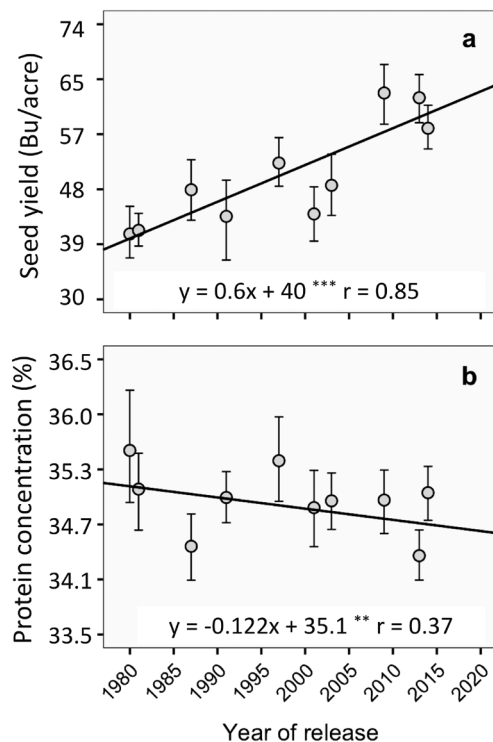 74
a
65
57
48
39
30
Seed yield (Bu/acre)
y = 0.6x + 40 *** r = 0.85
36.5
b
36.0
35.3
34.7
34.1
33.5
Protein concentration (%)
y = -0.122x + 35.1 ** r = 0.37
1980 1985 1990 1995 2000 2005 2010 2015 2020
Year of release